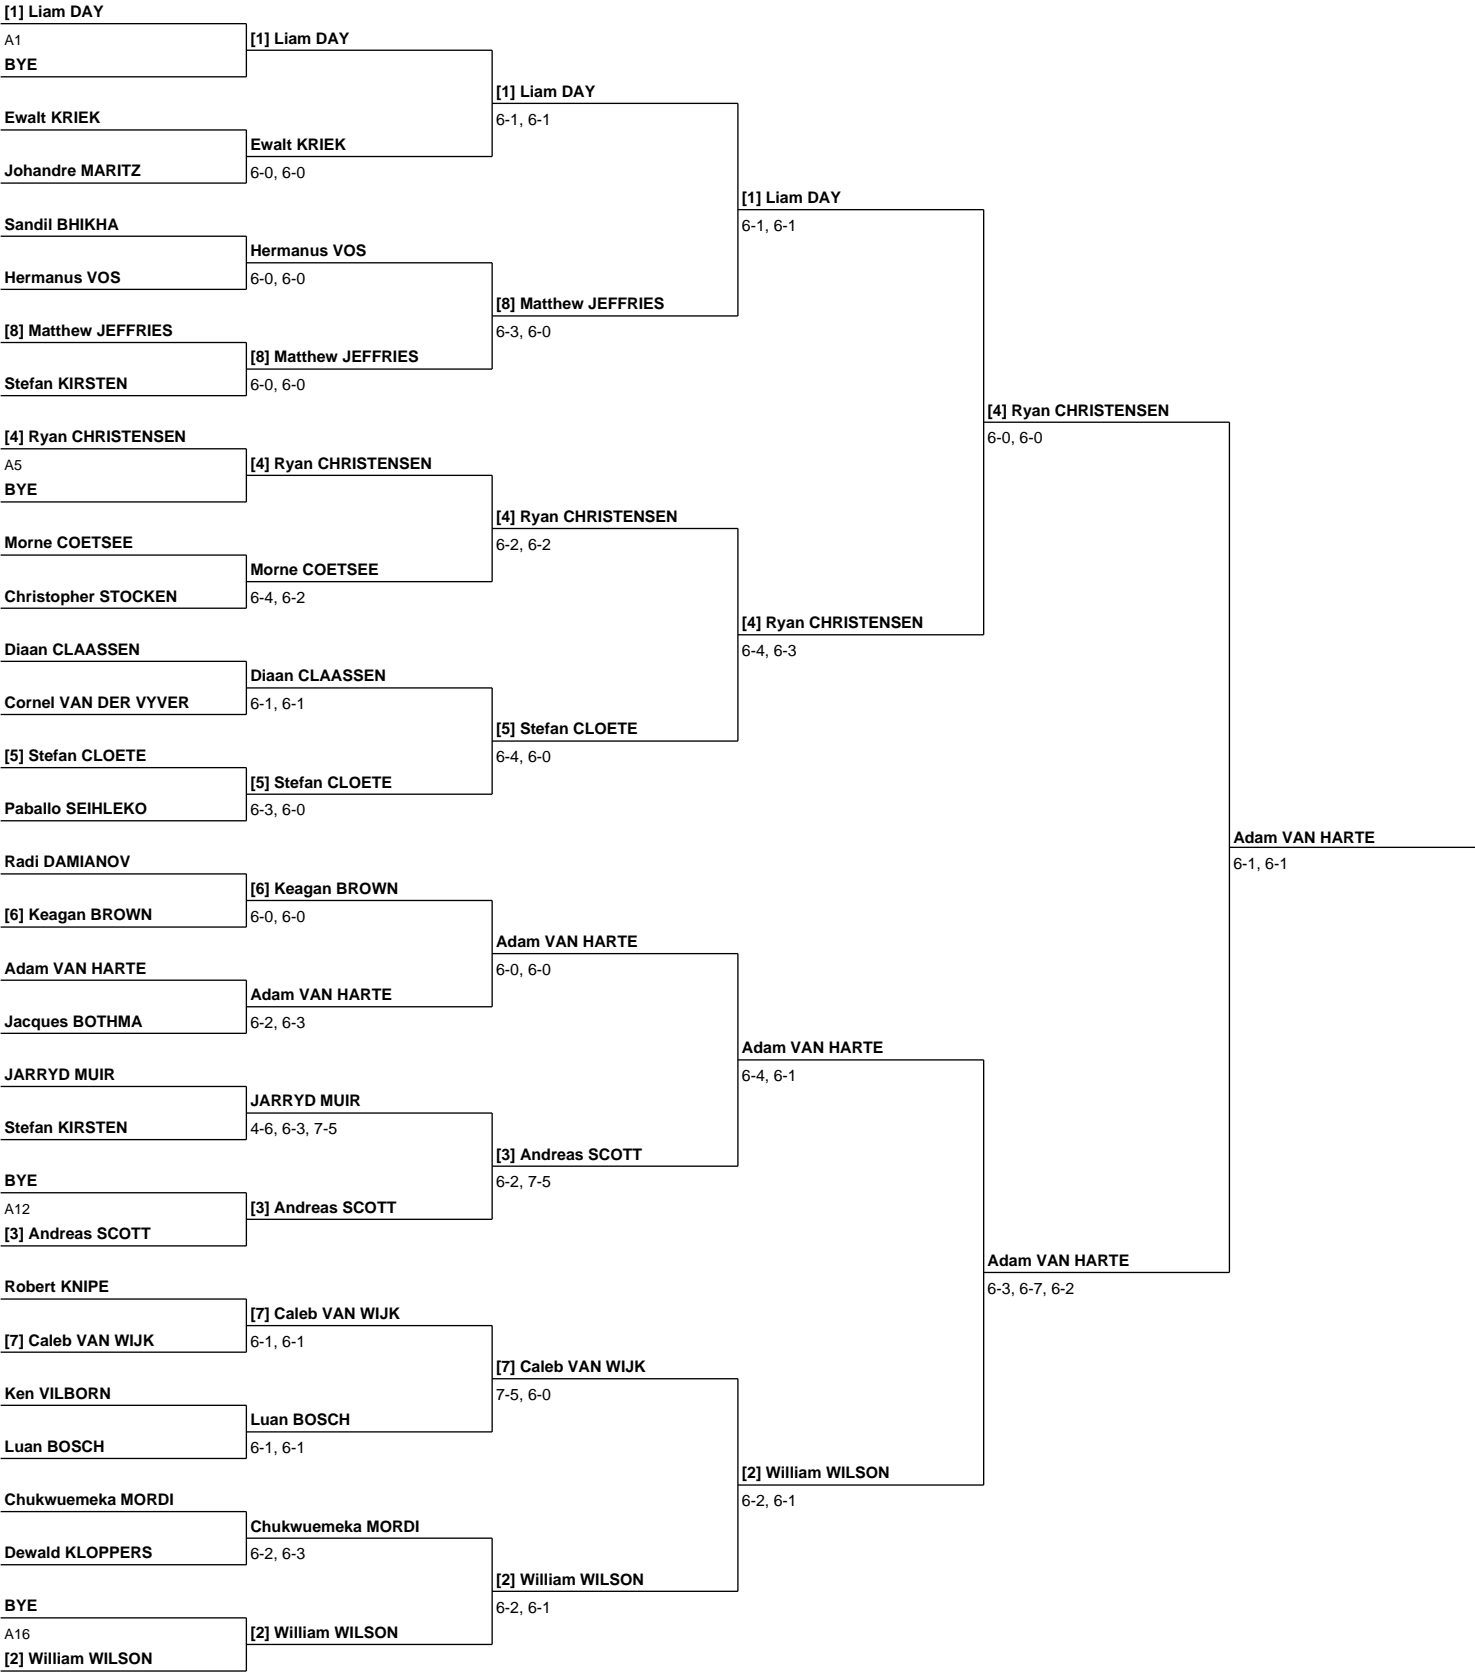 [1] Liam DAY
A1
[1] Liam DAY
BYE
[1] Liam DAY
Ewalt KRIEK
6-1, 6-1
Ewalt KRIEK
Johandre MARITZ
6-0, 6-0
[1] Liam DAY
Sandil BHIKHA
6-1, 6-1
Hermanus VOS
Hermanus VOS
6-0, 6-0
[8] Matthew JEFFRIES
[8] Matthew JEFFRIES
6-3, 6-0
[8] Matthew JEFFRIES
Stefan KIRSTEN
6-0, 6-0
[4] Ryan CHRISTENSEN
[4] Ryan CHRISTENSEN
6-0, 6-0
A5
[4] Ryan CHRISTENSEN
BYE
[4] Ryan CHRISTENSEN
Morne COETSEE
6-2, 6-2
Morne COETSEE
Christopher STOCKEN
6-4, 6-2
[4] Ryan CHRISTENSEN
Diaan CLAASSEN
6-4, 6-3
Diaan CLAASSEN
Cornel VAN DER VYVER
6-1, 6-1
[5] Stefan CLOETE
[5] Stefan CLOETE
6-4, 6-0
[5] Stefan CLOETE
Paballo SEIHLEKO
6-3, 6-0
Adam VAN HARTE
6-1, 6-1
Radi DAMIANOV
[6] Keagan BROWN
[6] Keagan BROWN
6-0, 6-0
Adam VAN HARTE
Adam VAN HARTE
6-0, 6-0
Adam VAN HARTE
Jacques BOTHMA
6-2, 6-3
Adam VAN HARTE
JARRYD MUIR
6-4, 6-1
JARRYD MUIR
Stefan KIRSTEN
4-6, 6-3, 7-5
[3] Andreas SCOTT
BYE
6-2, 7-5
A12
[3] Andreas SCOTT
[3] Andreas SCOTT
Adam VAN HARTE
Robert KNIPE
6-3, 6-7, 6-2
[7] Caleb VAN WIJK
[7] Caleb VAN WIJK
6-1, 6-1
[7] Caleb VAN WIJK
Ken VILBORN
7-5, 6-0
Luan BOSCH
Luan BOSCH
6-1, 6-1
[2] William WILSON
Chukwuemeka MORDI
6-2, 6-1
Chukwuemeka MORDI
Dewald KLOPPERS
6-2, 6-3
[2] William WILSON
BYE
6-2, 6-1
A16
[2] William WILSON
[2] William WILSON